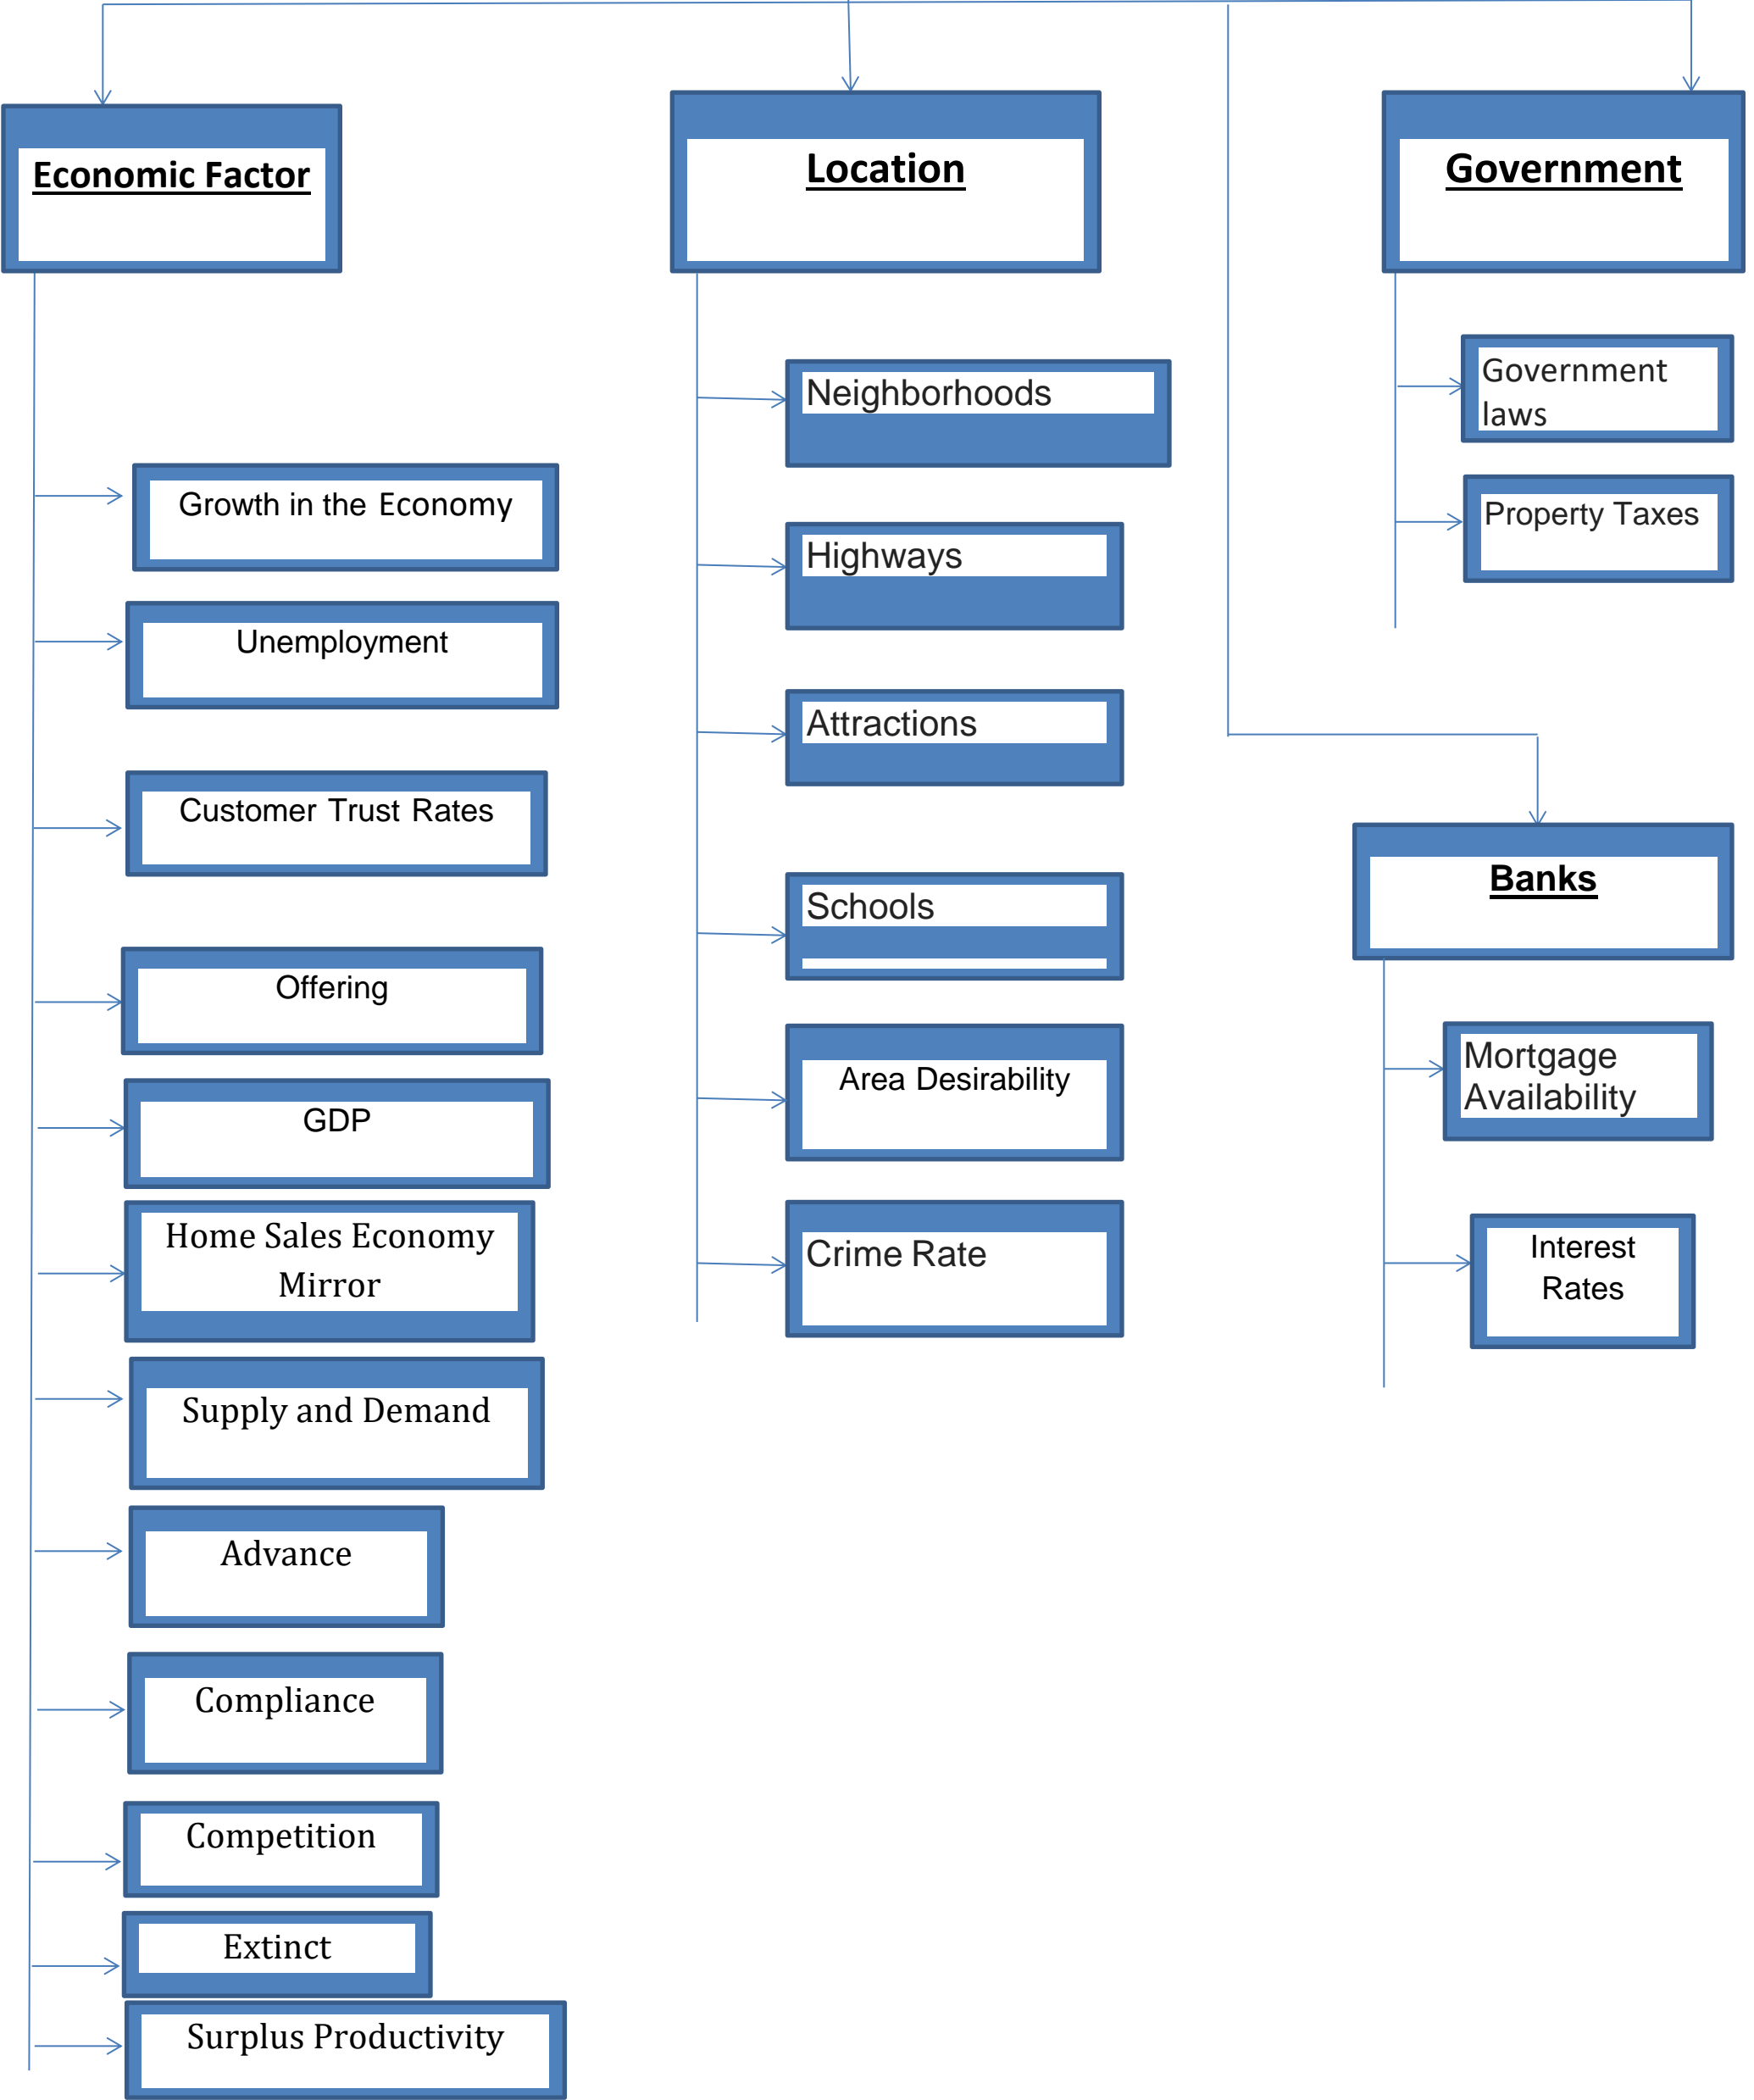 Economic Factor
Growth in the Economy
Unemployment
Customer Trust Rates
Offering
GDP
Home Sales Economy
Mirror
Supply and Demand
Advance
Compliance
Competition
Extinct
Surplus Productivity
Location
Neighborhoods
Highways
Attractions
Schools
Area Desirability
Crime Rate
Government
Government
laws
Property Taxes
Banks
Mortgage
Availability
Interest
Rates